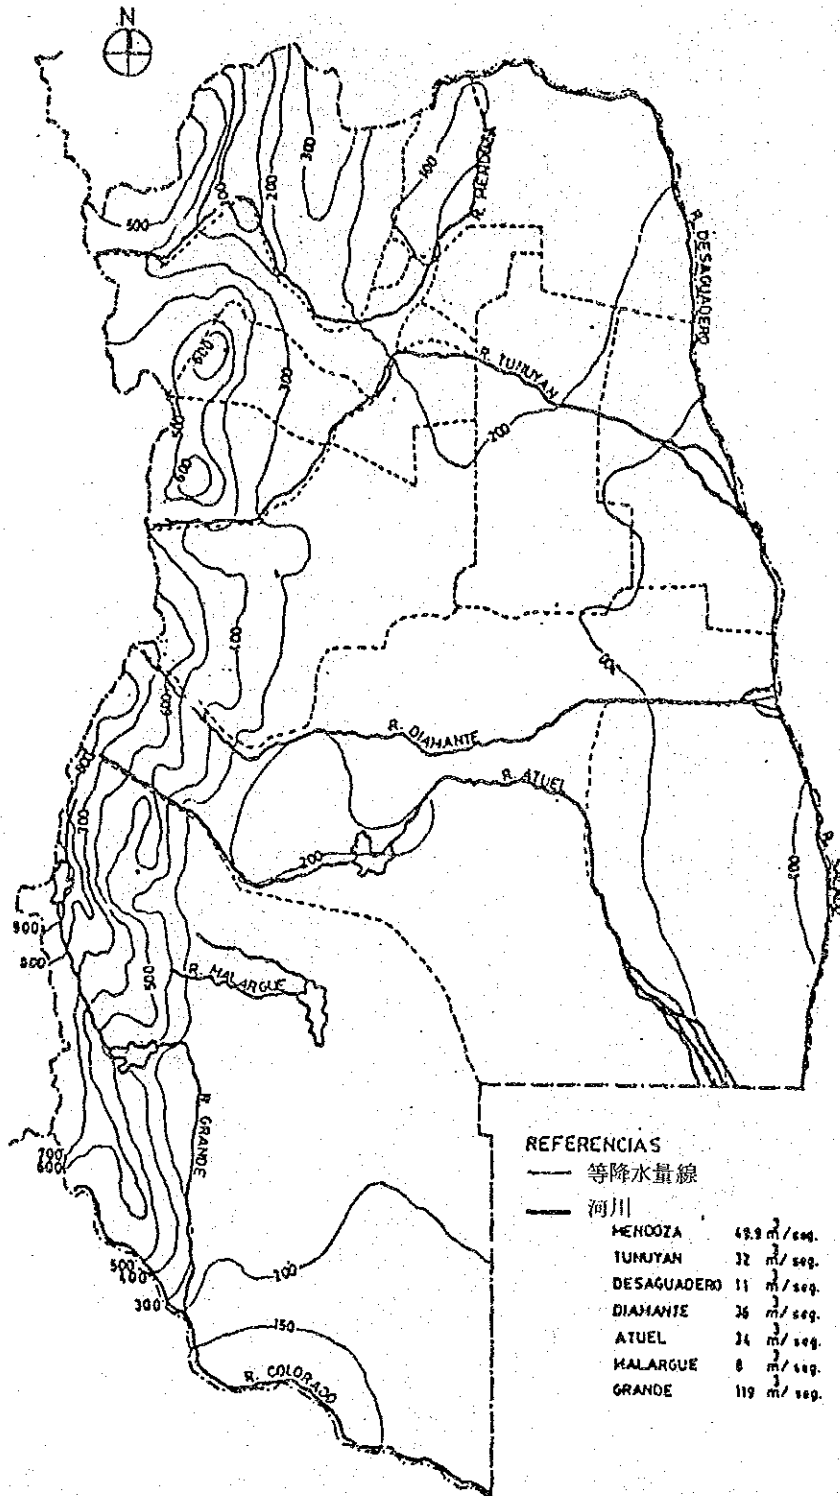 N
300
500
300
200
100
R. MENDOSA
R. DESAGUADERO
600
300
R. TUNUYAN
500
200
600
600
R. DIAMANTE
R. ATUEL
800
700
200
900
800
R. MALARGUE
500
R. GRANDE
700
600
REFERENCIAS
等降水量線
河川
MENDOZA 49.9 m³/seg.
TUNUYAN 32 m³/seg.
DESAGUADERO 11 m³/seg.
DIAMANTE 36 m³/seg.
ATUEL 34 m³/seg.
MALARGUE 8 m³/seg.
GRANDE 119 m³/seg.
200
500
400
300
150
R. COLORADO